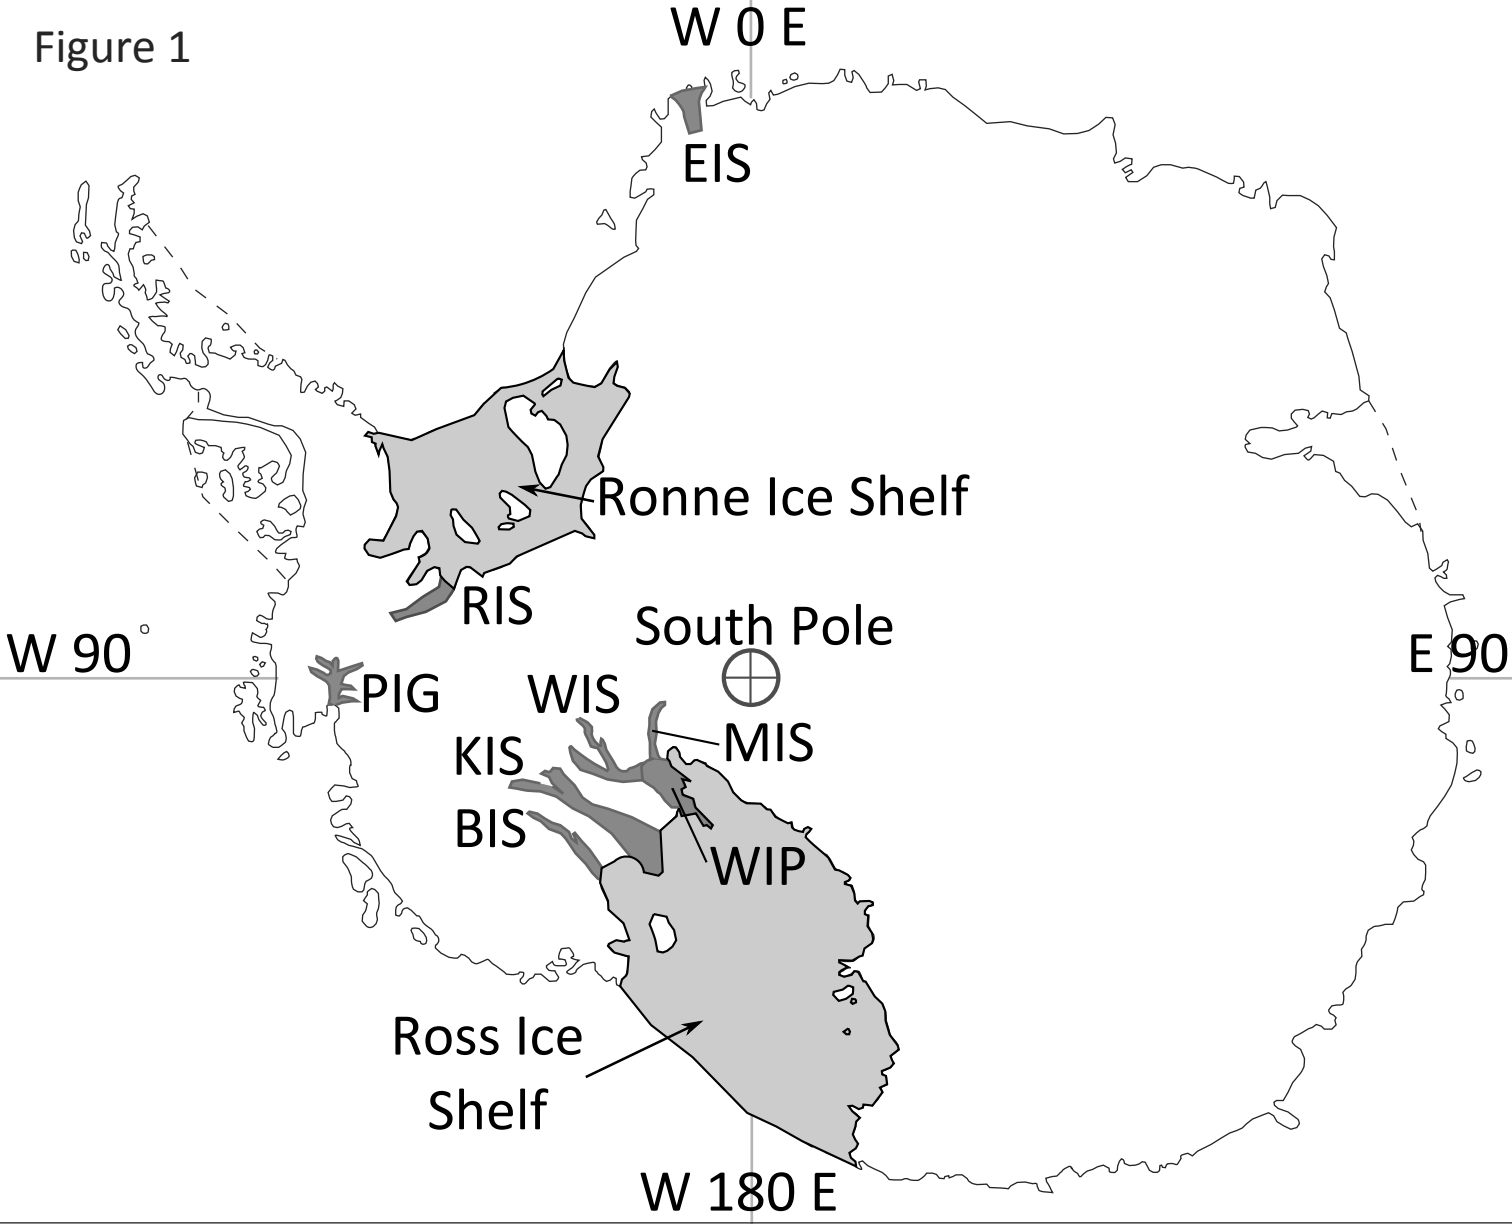 Figure 1
W 0 E
EIS
Ronne Ice Shelf
RIS
South Pole
W 90°
E 90
PIG
WIS
MIS
KIS
BIS
WIP
Ross Ice
Shelf
W 180 E